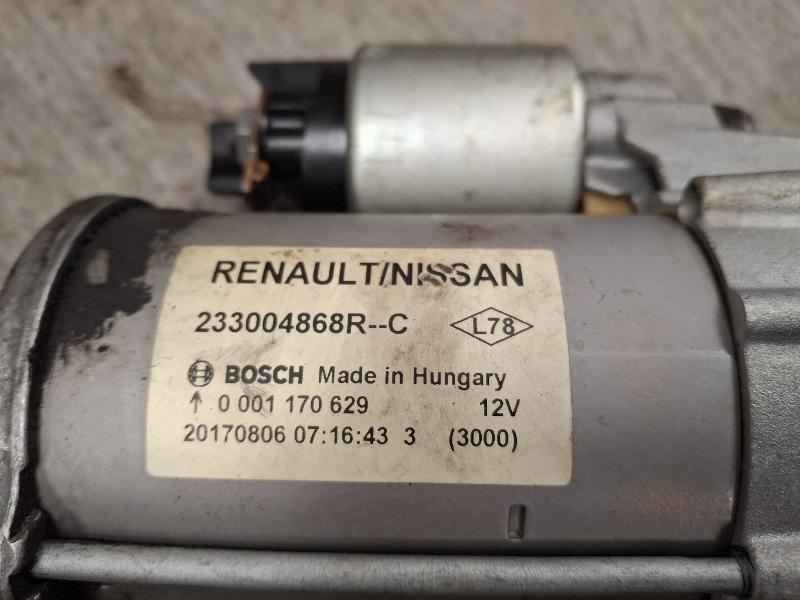 RENAULT/NISSAN
233004868R--C L78
BOSCH Made in Hungary
↑ 0 001 170 629 12V
20170806 07:16:43 3 (3000)